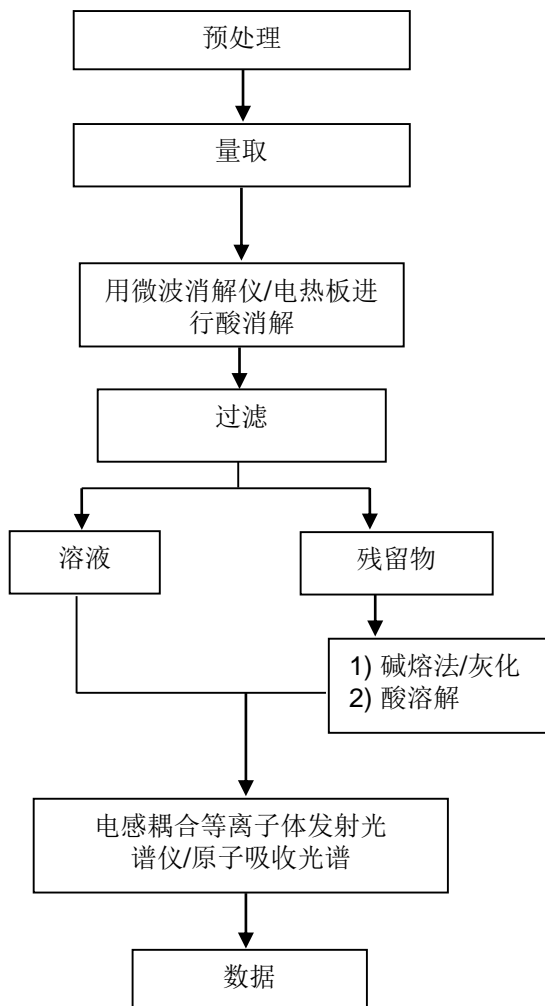 预处理
量取
用微波消解仪/电热板进
行酸消解
过滤
溶液
残留物
1) 碱熔法/灰化
2) 酸溶解
电感耦合等离子体发射光
谱仪/原子吸收光谱
数据